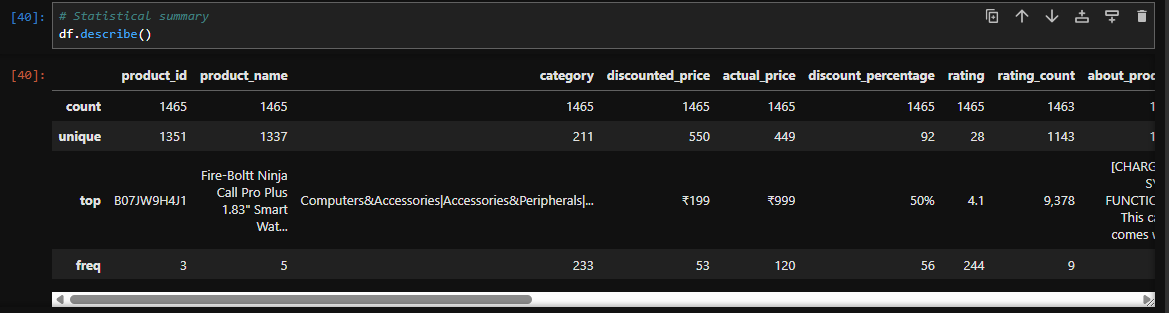 [40]: # Statistical summary
df.describe()
[40]: product_id product_name category discounted_price actual_price discount_percentage rating rating_count about_proc
count 1465 1465 1465 1465 1465 1465 1465 1463 1
unique 1351 1337 211 550 449 92 28 1143 1
top B07JW9H4J1 Fire-Boltt Ninja Call Pro Plus 1.83" Smart Wat... Computers&Accessories|Accessories&Peripherals|... ₹199 ₹999 50% 4.1 9,378 [CHARG SY FUNCTIC This ca comes v
freq 3 5 233 53 120 56 244 9